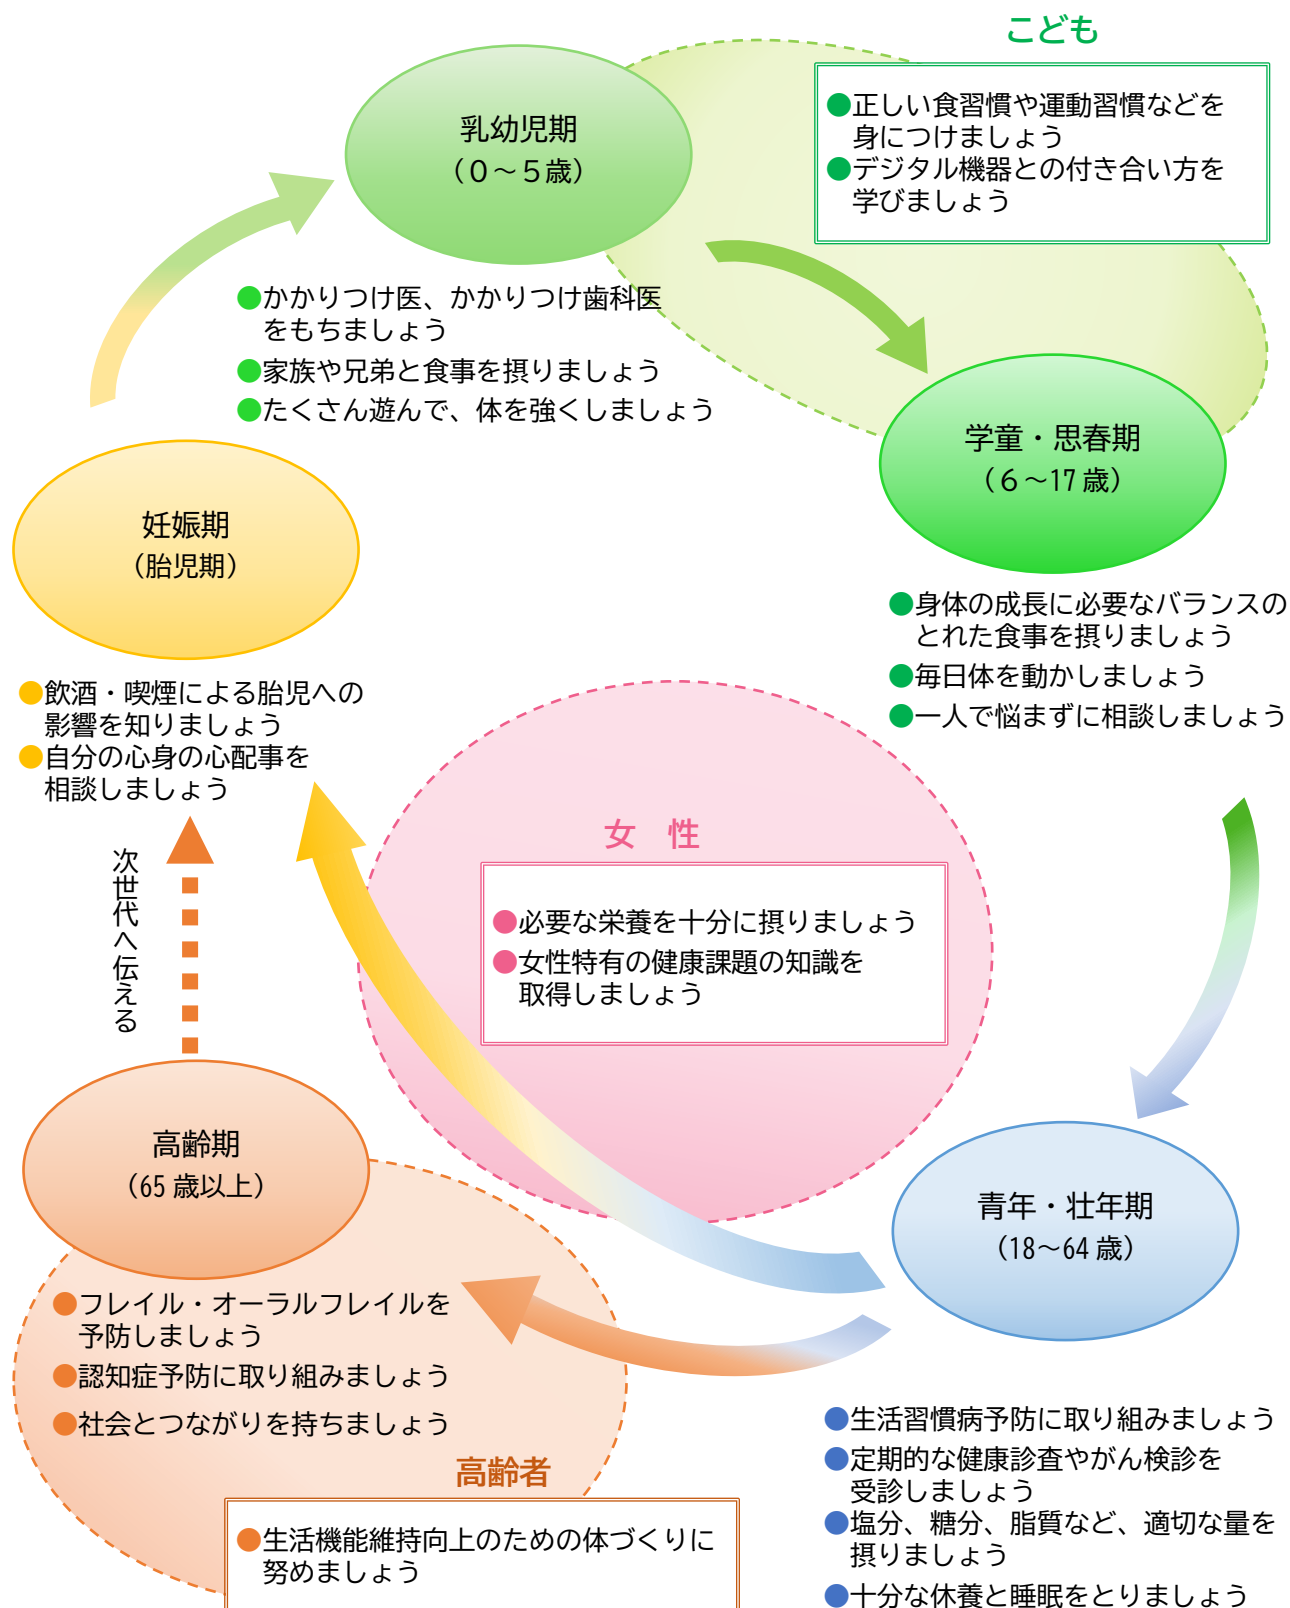 こども
●正しい食習慣や運動習慣などを
身につけましょう
●デジタル機器との付き合い方を
学びましょう
乳幼児期
（０～５歳）
●かかりつけ医、かかりつけ歯科医
をもちましょう
●家族や兄弟と食事を摂りましょう
●たくさん遊んで、体を強くしましょう
学童・思春期
（６～17歳）
●身体の成長に必要なバランスの
とれた食事を摂りましょう
●毎日体を動かしましょう
●一人で悩まずに相談しましょう
妊娠期
（胎児期）
●飲酒・喫煙による胎児への
影響を知りましょう
●自分の心身の心配事を
相談しましょう
次世代へ伝える
女　性
●必要な栄養を十分に摂りましょう
●女性特有の健康課題の知識を
取得しましょう
青年・壮年期
（18～64歳）
●生活習慣病予防に取り組みましょう
●定期的な健康診査やがん検診を
受診しましょう
●塩分、糖分、脂質など、適切な量を
摂りましょう
●十分な休養と睡眠をとりましょう
高齢期
（65歳以上）
●フレイル・オーラルフレイルを
予防しましょう
●認知症予防に取り組みましょう
●社会とつながりを持ちましょう
高齢者
●生活機能維持向上のための体づくりに
努めましょう